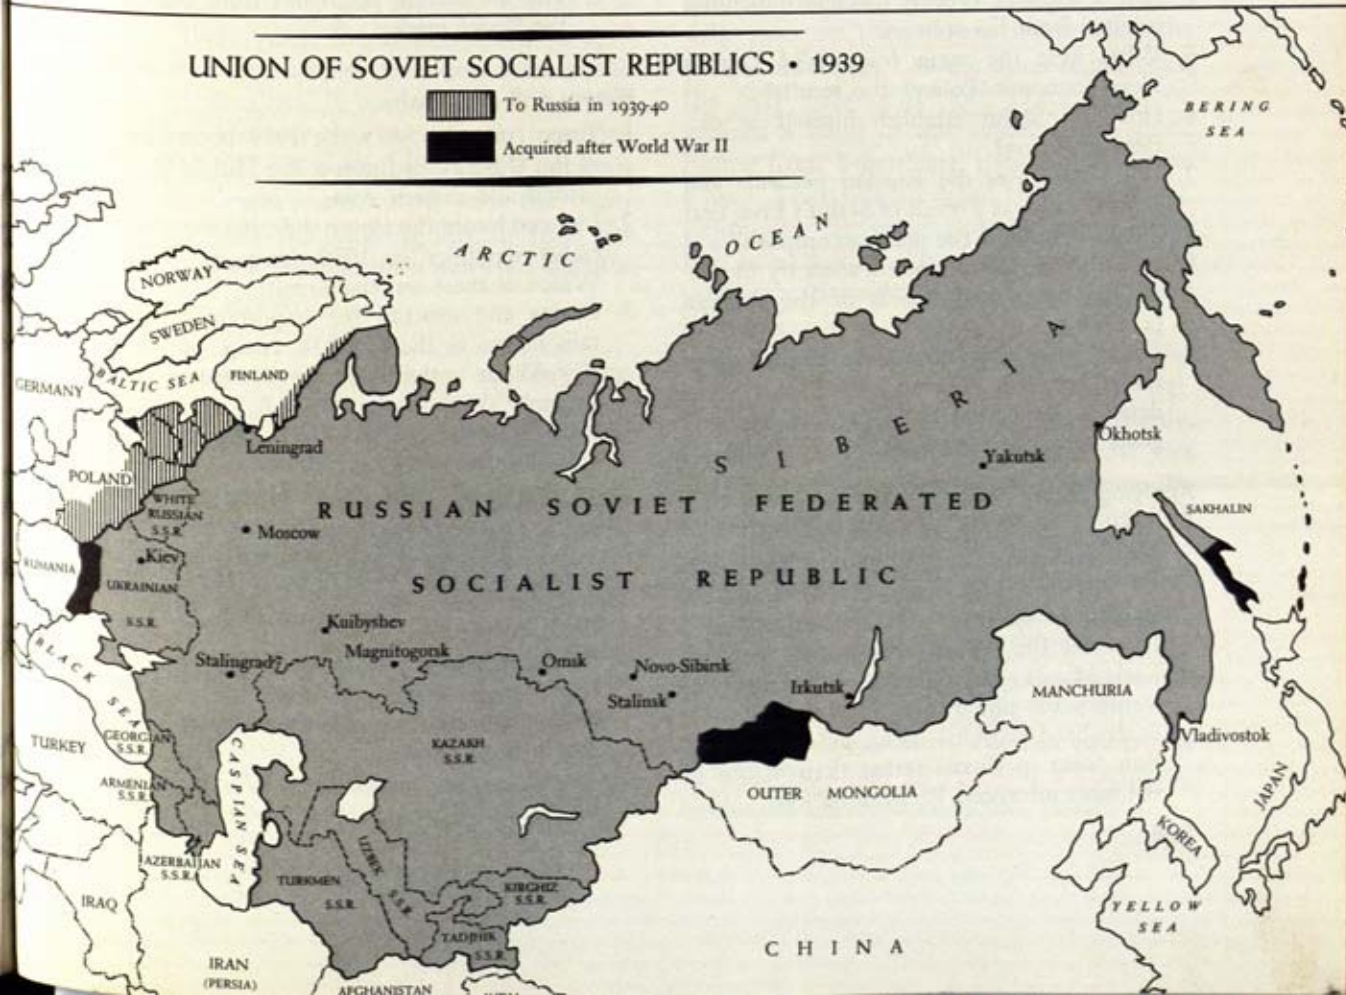 UNION OF SOVIET SOCIALIST REPUBLICS • 1939
To Russia in 1939-40
Acquired after World War II
BERING
SEA
ARCTIC OCEAN
NORWAY
SWEDEN
BALTIC SEA
FINLAND
GERMANY
Leningrad
POLAND
SIBERIA
Okhotsk
Yakutsk
WHITE
RUSSIAN
S.S.R.
RUSSIAN SOVIET FEDERATED
SAKHALIN
Moscow
Kiev
RUMANIA
UKRAINIAN
S.S.R.
SOCIALIST REPUBLIC
Kuibyshev
Magnitogorsk
Stalingrad
Omsk
Novo-Sibirsk
Stalinsk
Irkutsk
MANCHURIA
BLACK SEA
Vladivostok
TURKEY
GEORGIAN
S.S.R.
KAZAKH
S.S.R.
CASPIAN SEA
ARMENIAN
S.S.R.
OUTER MONGOLIA
JAPAN
KOREA
AZERBAIJAN
S.S.R.
UZBEK S.S.R.
TURKMEN
S.S.R.
KIRGHIZ
S.S.R.
IRAQ
TADJHIK
S.S.R.
YELLOW
SEA
CHINA
IRAN
(PERSIA)
AFGHANISTAN